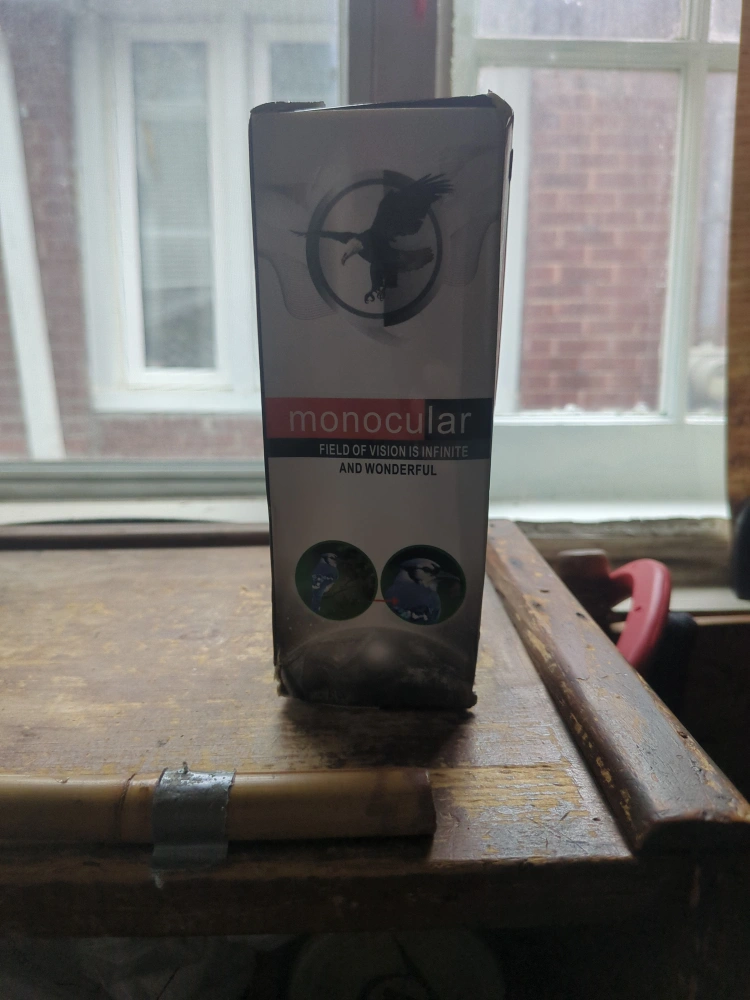 monocular
FIELD OF VISION IS INFINITE
AND WONDERFUL